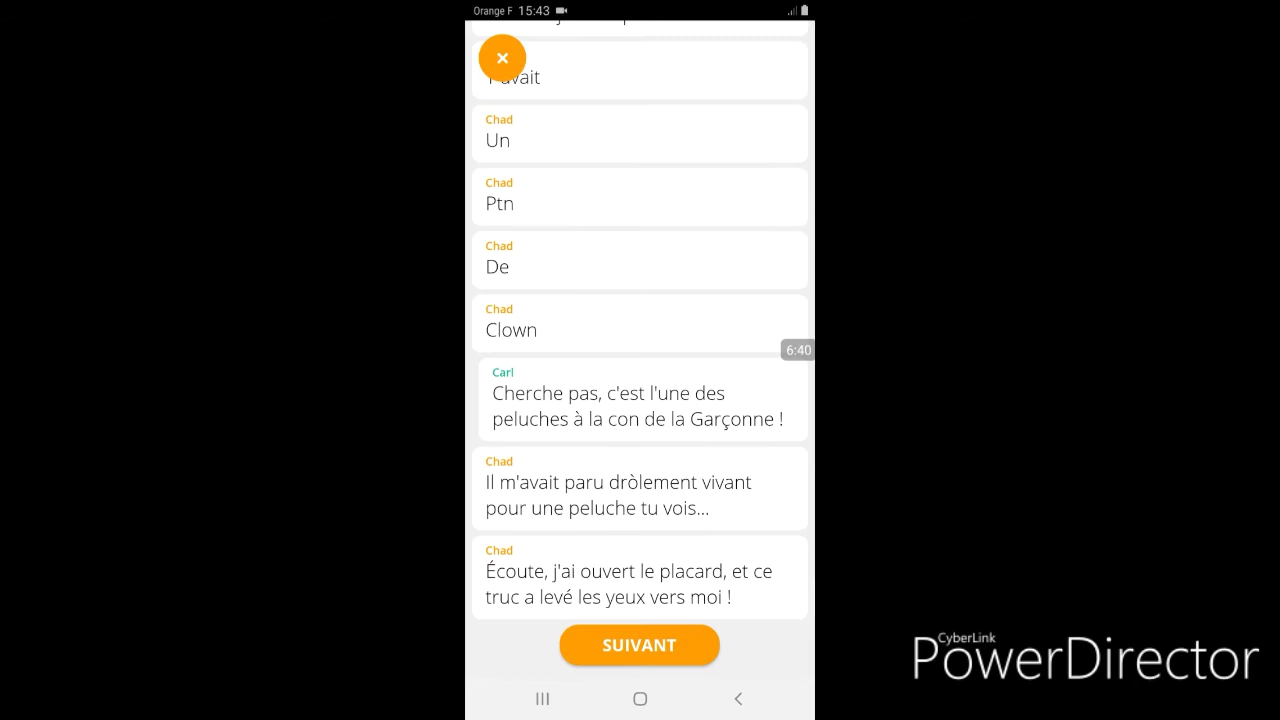 Orange F 15:43
avait
Chad
Un
Chad
Ptn
Chad
De
Chad
Clown
6:40
Carl
Cherche pas, c'est l'une des
peluches à la con de la Garçonne !
Chad
Il m'avait paru dròlement vivant
pour une peluche tu vois...
Chad
Écoute, j'ai ouvert le placard, et ce
truc a levé les yeux vers moi !
SUIVANT
CyberLink
PowerDirector